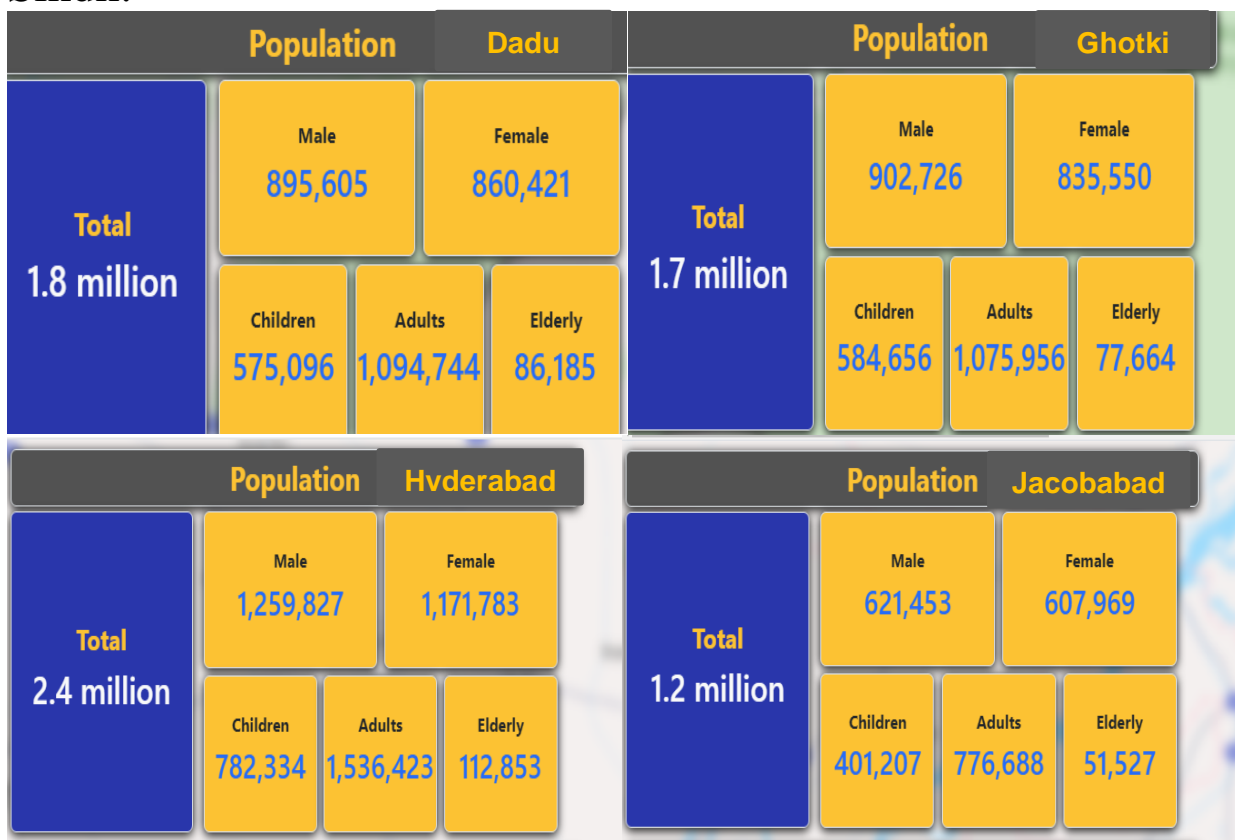 Population Dadu
Total
1.8 million
Male
895,605
Female
860,421
Children
575,096
Adults
1,094,744
Elderly
86,185
Population Ghotki
Total
1.7 million
Male
902,726
Female
835,550
Children
584,656
Adults
1,075,956
Elderly
77,664
Population Hvderabad
Total
2.4 million
Male
1,259,827
Female
1,171,783
Children
782,334
Adults
1,536,423
Elderly
112,853
Population Jacobabad
Total
1.2 million
Male
621,453
Female
607,969
Children
401,207
Adults
776,688
Elderly
51,527